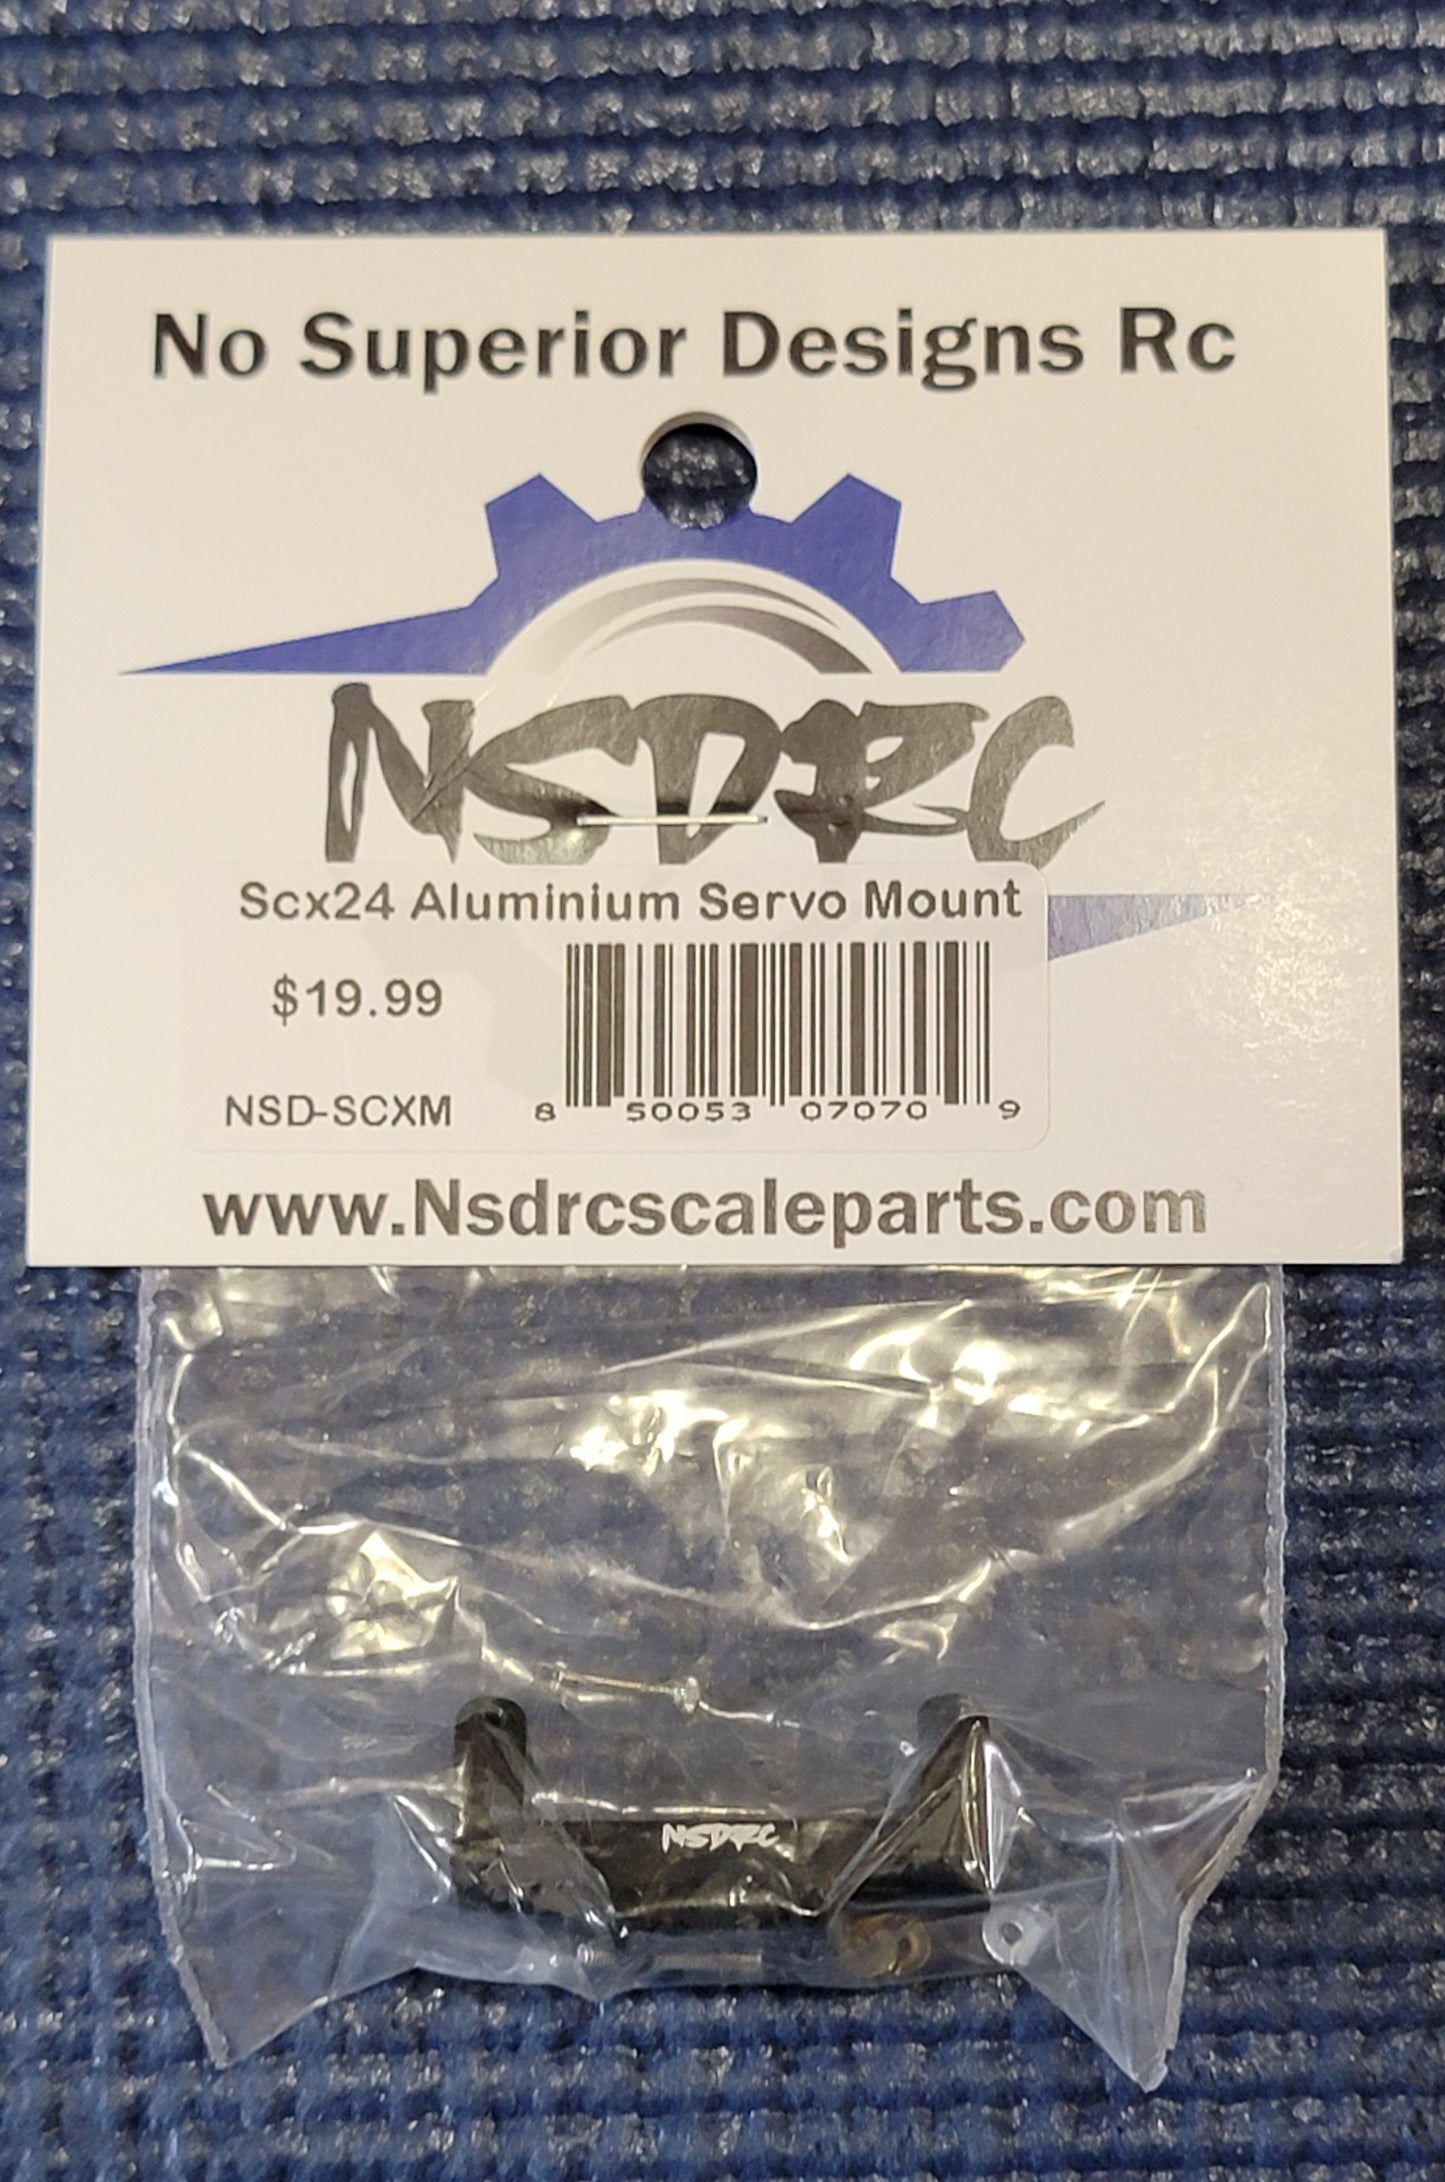 No Superior Designs Rc
NSDRC
Scx24 Aluminium Servo Mount
$19.99
NSD-SCXM
8 50053 07070 9
www.Nsdrcscaleparts.com
NSDRC